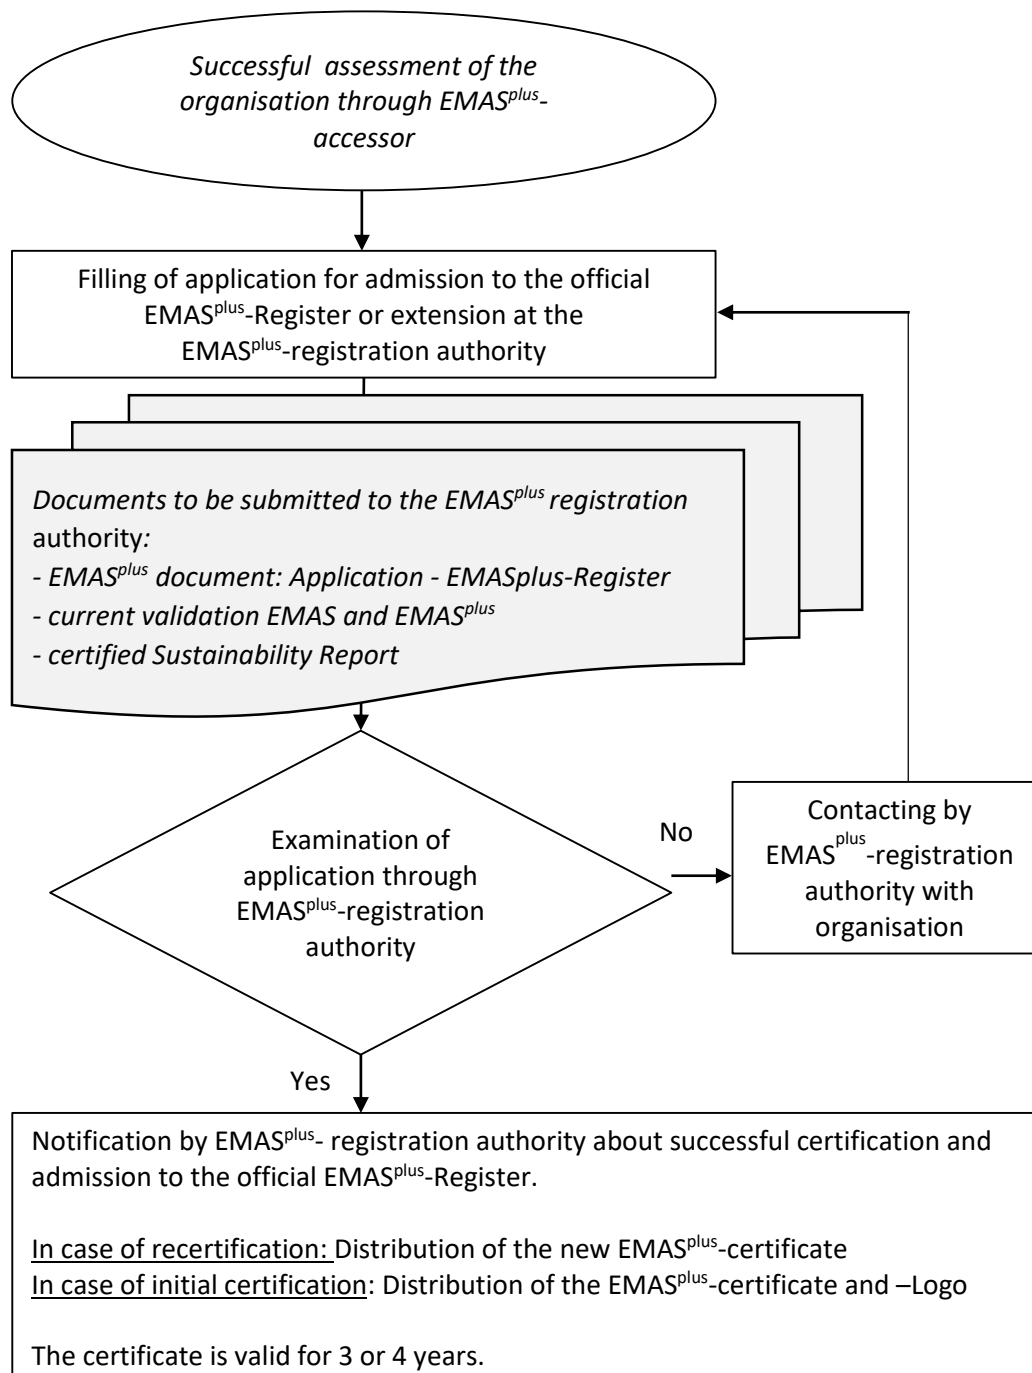 Successful  assessment of the
organisation through EMASplus-
accessor
Filling of application for admission to the official
EMASplus-Register or extension at the
EMASplus-registration authority
Documents to be submitted to the EMASplus registration
authority:
- EMASplus document: Application - EMASplus-Register
- current validation EMAS and EMASplus
- certified Sustainability Report
Examination of
application through
EMASplus-registration
authority
No
Contacting by
EMASplus-registration
authority with
organisation
Yes
Notification by EMASplus- registration authority about successful certification and
admission to the official EMASplus-Register.
In case of recertification: Distribution of the new EMASplus-certificate
In case of initial certification: Distribution of the EMASplus-certificate and –Logo
The certificate is valid for 3 or 4 years.